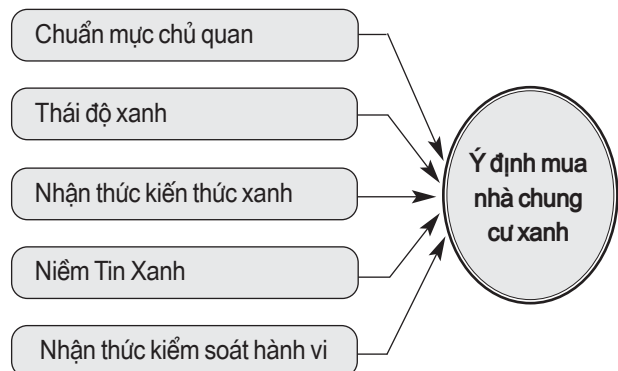 Chuẩn mực chủ quan
Thái độ xanh
Nhận thức kiến thức xanh
Niềm Tin Xanh
Nhận thức kiểm soát hành vi
Ý định mua
nhà chung
cư xanh